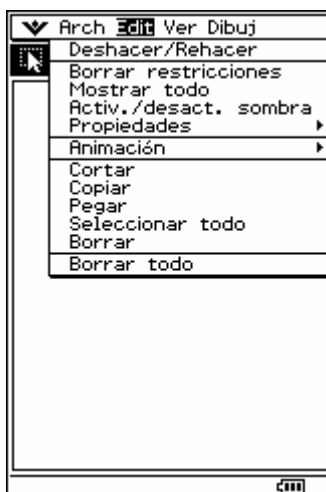 Arch Edit Ver Dibuj
Deshacer/Rehacer
Borrar restricciones
Mostrar todo
Activ./desact. sombra
Propiedades
Animación
Cortar
Copiar
Pegar
Seleccionar todo
Borrar
Borrar todo